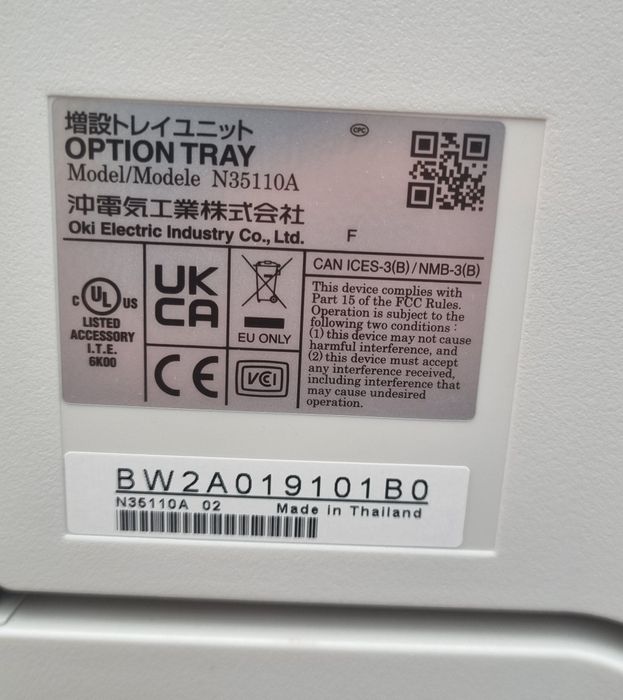 増設トレイユニット
CPC
OPTION TRAY
Model/Modele N35110A
沖電気工業株式会社
Oki Electric Industry Co., Ltd.
F
C UL US
LISTED
ACCESSORY
I.T.E.
6K00
UK
CA
EU ONLY
CE
VCI
CAN ICES-3(B)/NMB-3(B)
This device complies with
Part 15 of the FCC Rules.
Operation is subject to the
following two conditions :
(1) this device may not cause
harmful interference, and
(2) this device must accept
any interference received,
including interference that
may cause undesired
operation.
BW2A019101B0
N35110A 02 Made in Thailand